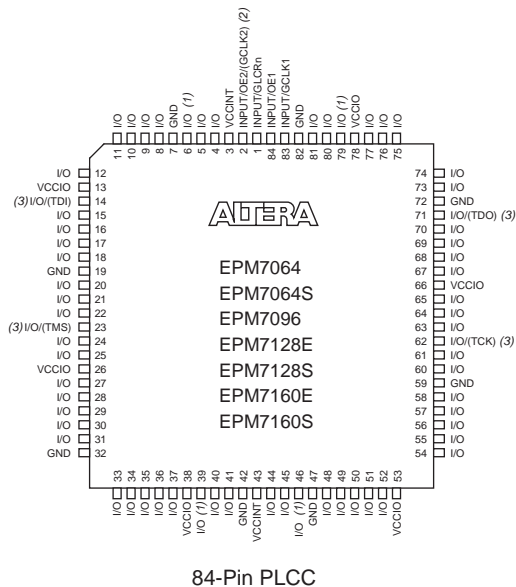 I/O
I/O
I/O
I/O
GND
I/O (1)
I/O
I/O
VCCINT
INPUT/OE2/(GCLK2) (2)
INPUT/GLCRn
INPUT/OE1
INPUT/GCLK1
GND
I/O
I/O
I/O (1)
VCCIO
I/O
I/O
I/O
11
10
9
8
7
6
5
4
3
2
1
84
83
82
81
80
79
78
77
76
75
I/O 12
VCCIO 13
(3) I/O/(TDI) 14
I/O 15
I/O 16
I/O 17
I/O 18
GND 19
I/O 20
I/O 21
I/O 22
(3) I/O/(TMS) 23
I/O 24
I/O 25
VCCIO 26
I/O 27
I/O 28
I/O 29
I/O 30
I/O 31
GND 32
ALTERA
EPM7064
EPM7064S
EPM7096
EPM7128E
EPM7128S
EPM7160E
EPM7160S
74 I/O
73 I/O
72 GND
71 I/O/(TDO) (3)
70 I/O
69 I/O
68 I/O
67 I/O
66 VCCIO
65 I/O
64 I/O
63 I/O
62 I/O/(TCK) (3)
61 I/O
60 I/O
59 GND
58 I/O
57 I/O
56 I/O
55 I/O
54 I/O
33
34
35
36
37
38
39
40
41
42
43
44
45
46
47
48
49
50
51
52
53
I/O
I/O
I/O
I/O
I/O
VCCIO
I/O (1)
I/O
I/O
GND
VCCINT
I/O
I/O
I/O (1)
GND
I/O
I/O
I/O
I/O
I/O
VCCIO
84-Pin PLCC